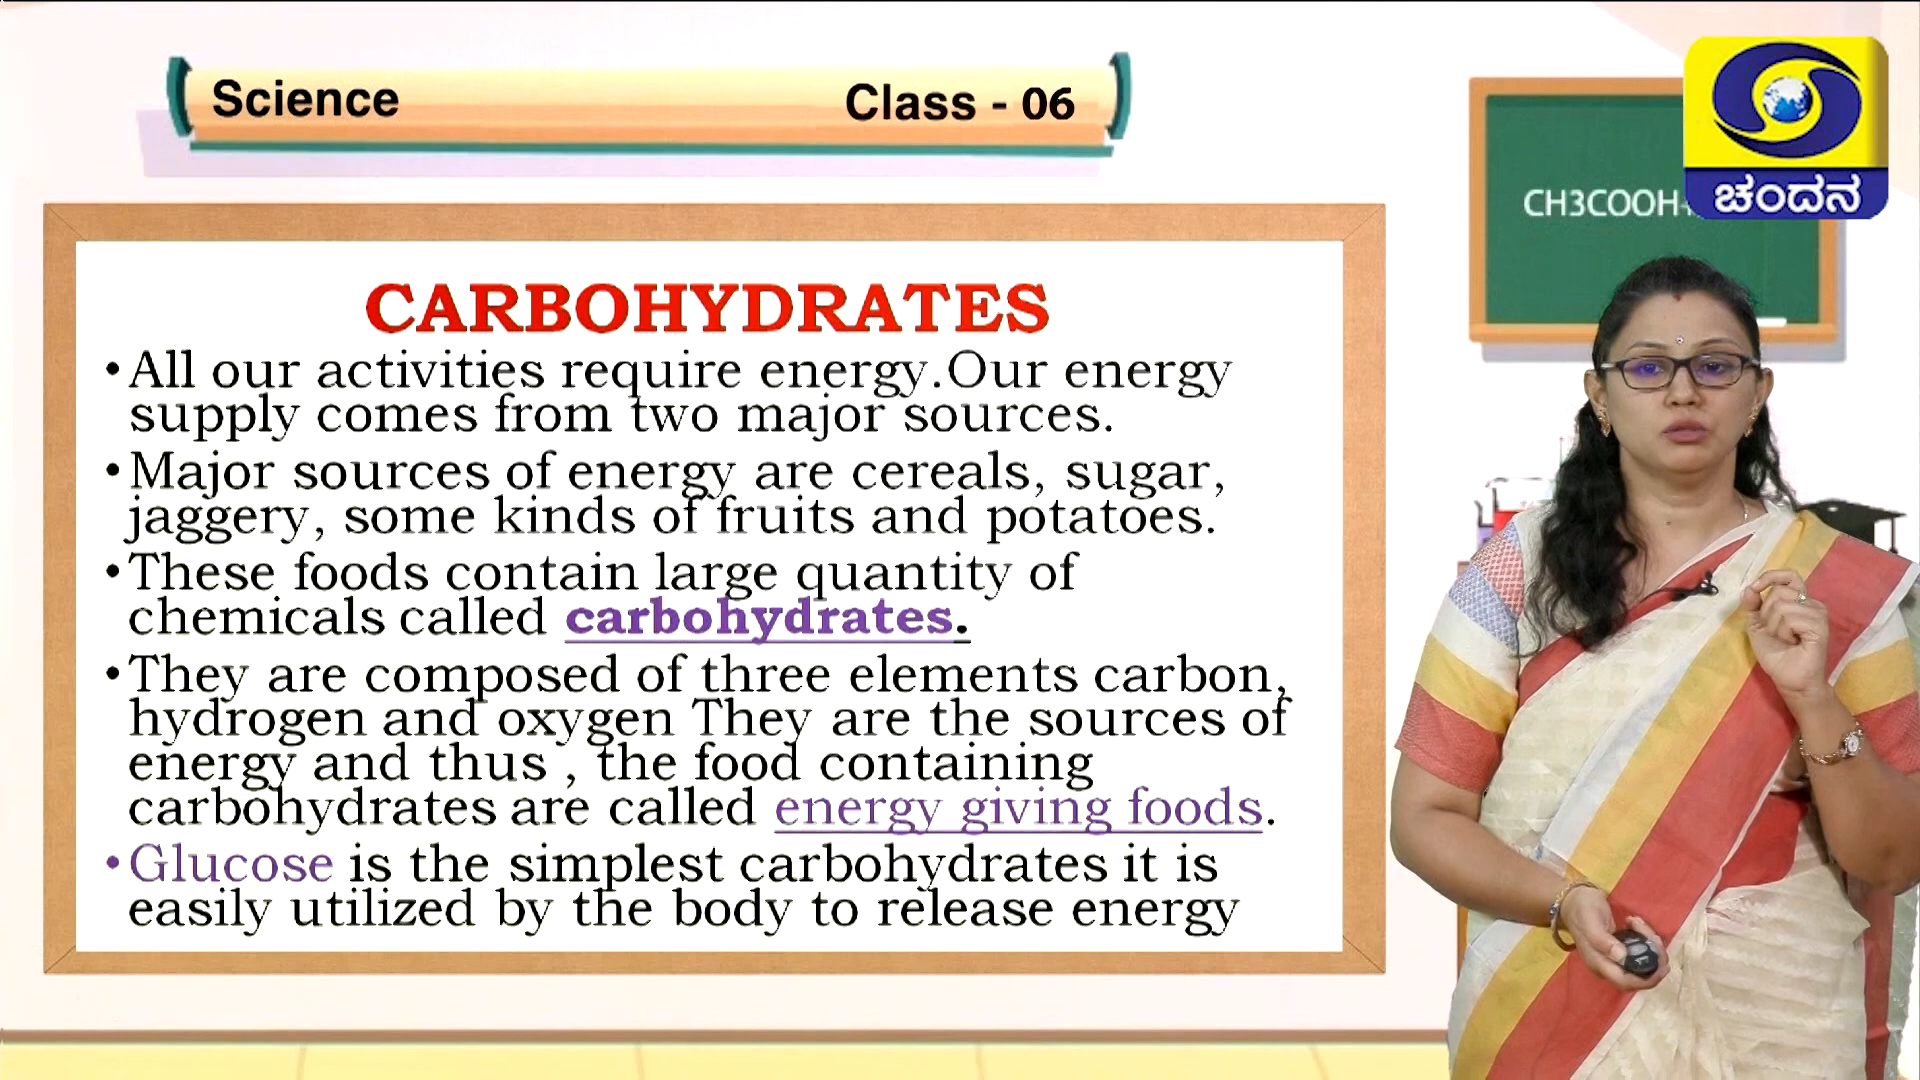 Science
Class - 06
CH3COOH+
ಚಂದನ
CARBOHYDRATES
•All our activities require energy.Our energy
supply comes from two major sources.
•Major sources of energy are cereals, sugar,
jaggery, some kinds of fruits and potatoes.
•These foods contain large quantity of
chemicals called carbohydrates.
•They are composed of three elements carbon,
hydrogen and oxygen They are the sources of
energy and thus , the food containing
carbohydrates are called energy giving foods.
•Glucose is the simplest carbohydrates it is
easily utilized by the body to release energy